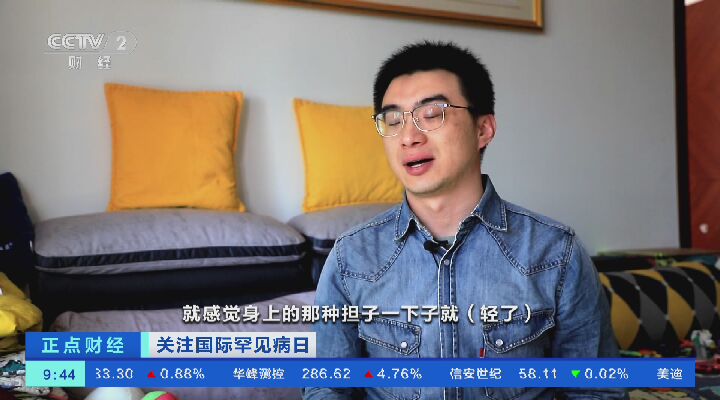 CCTV 2
财 经
就感觉身上的那种担子一下子就（轻了）
正点财经 关注国际罕见病日
9:44 33.30 ▲ 0.88% 华峰测控 286.62 ▲ 4.76% 信安世纪 58.11 ▼ 0.02% 美迪